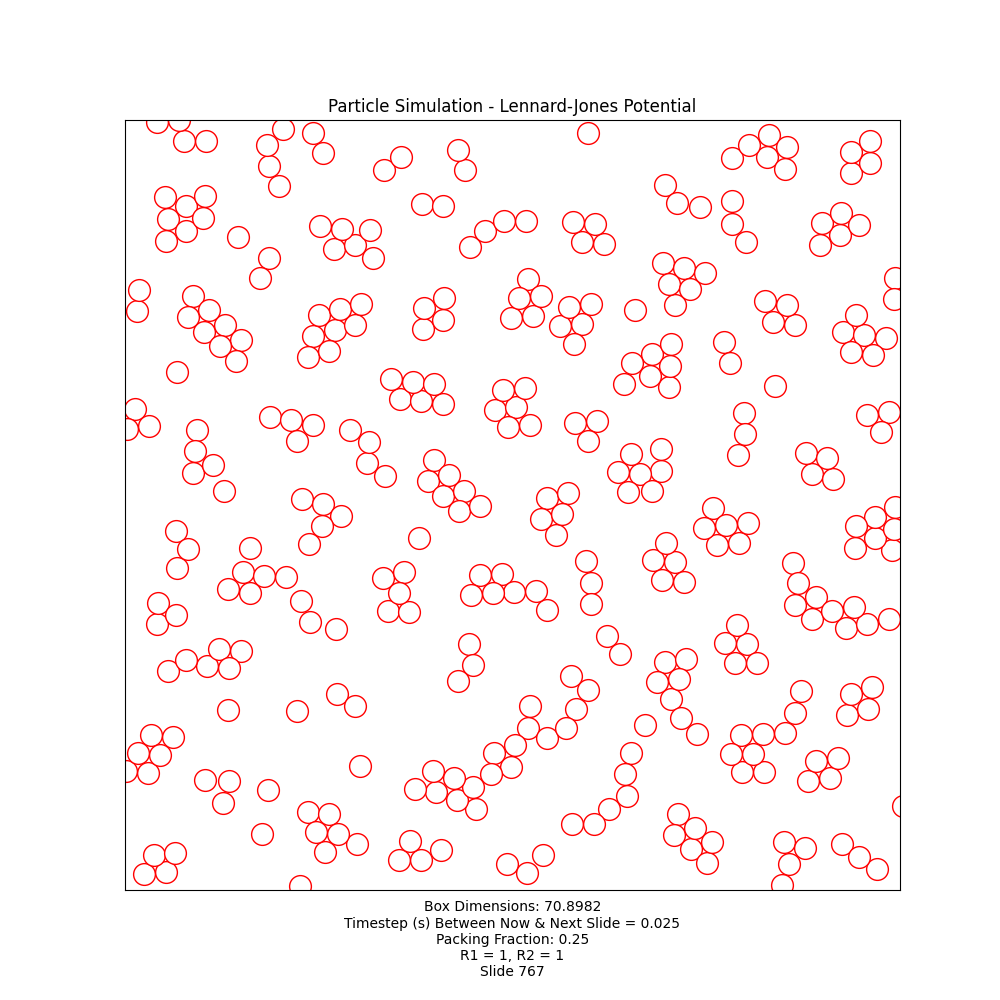 Particle Simulation - Lennard-Jones Potential
Box Dimensions: 70.8982
Timestep (s) Between Now & Next Slide = 0.025
Packing Fraction: 0.25
R1 = 1, R2 = 1
Slide 767